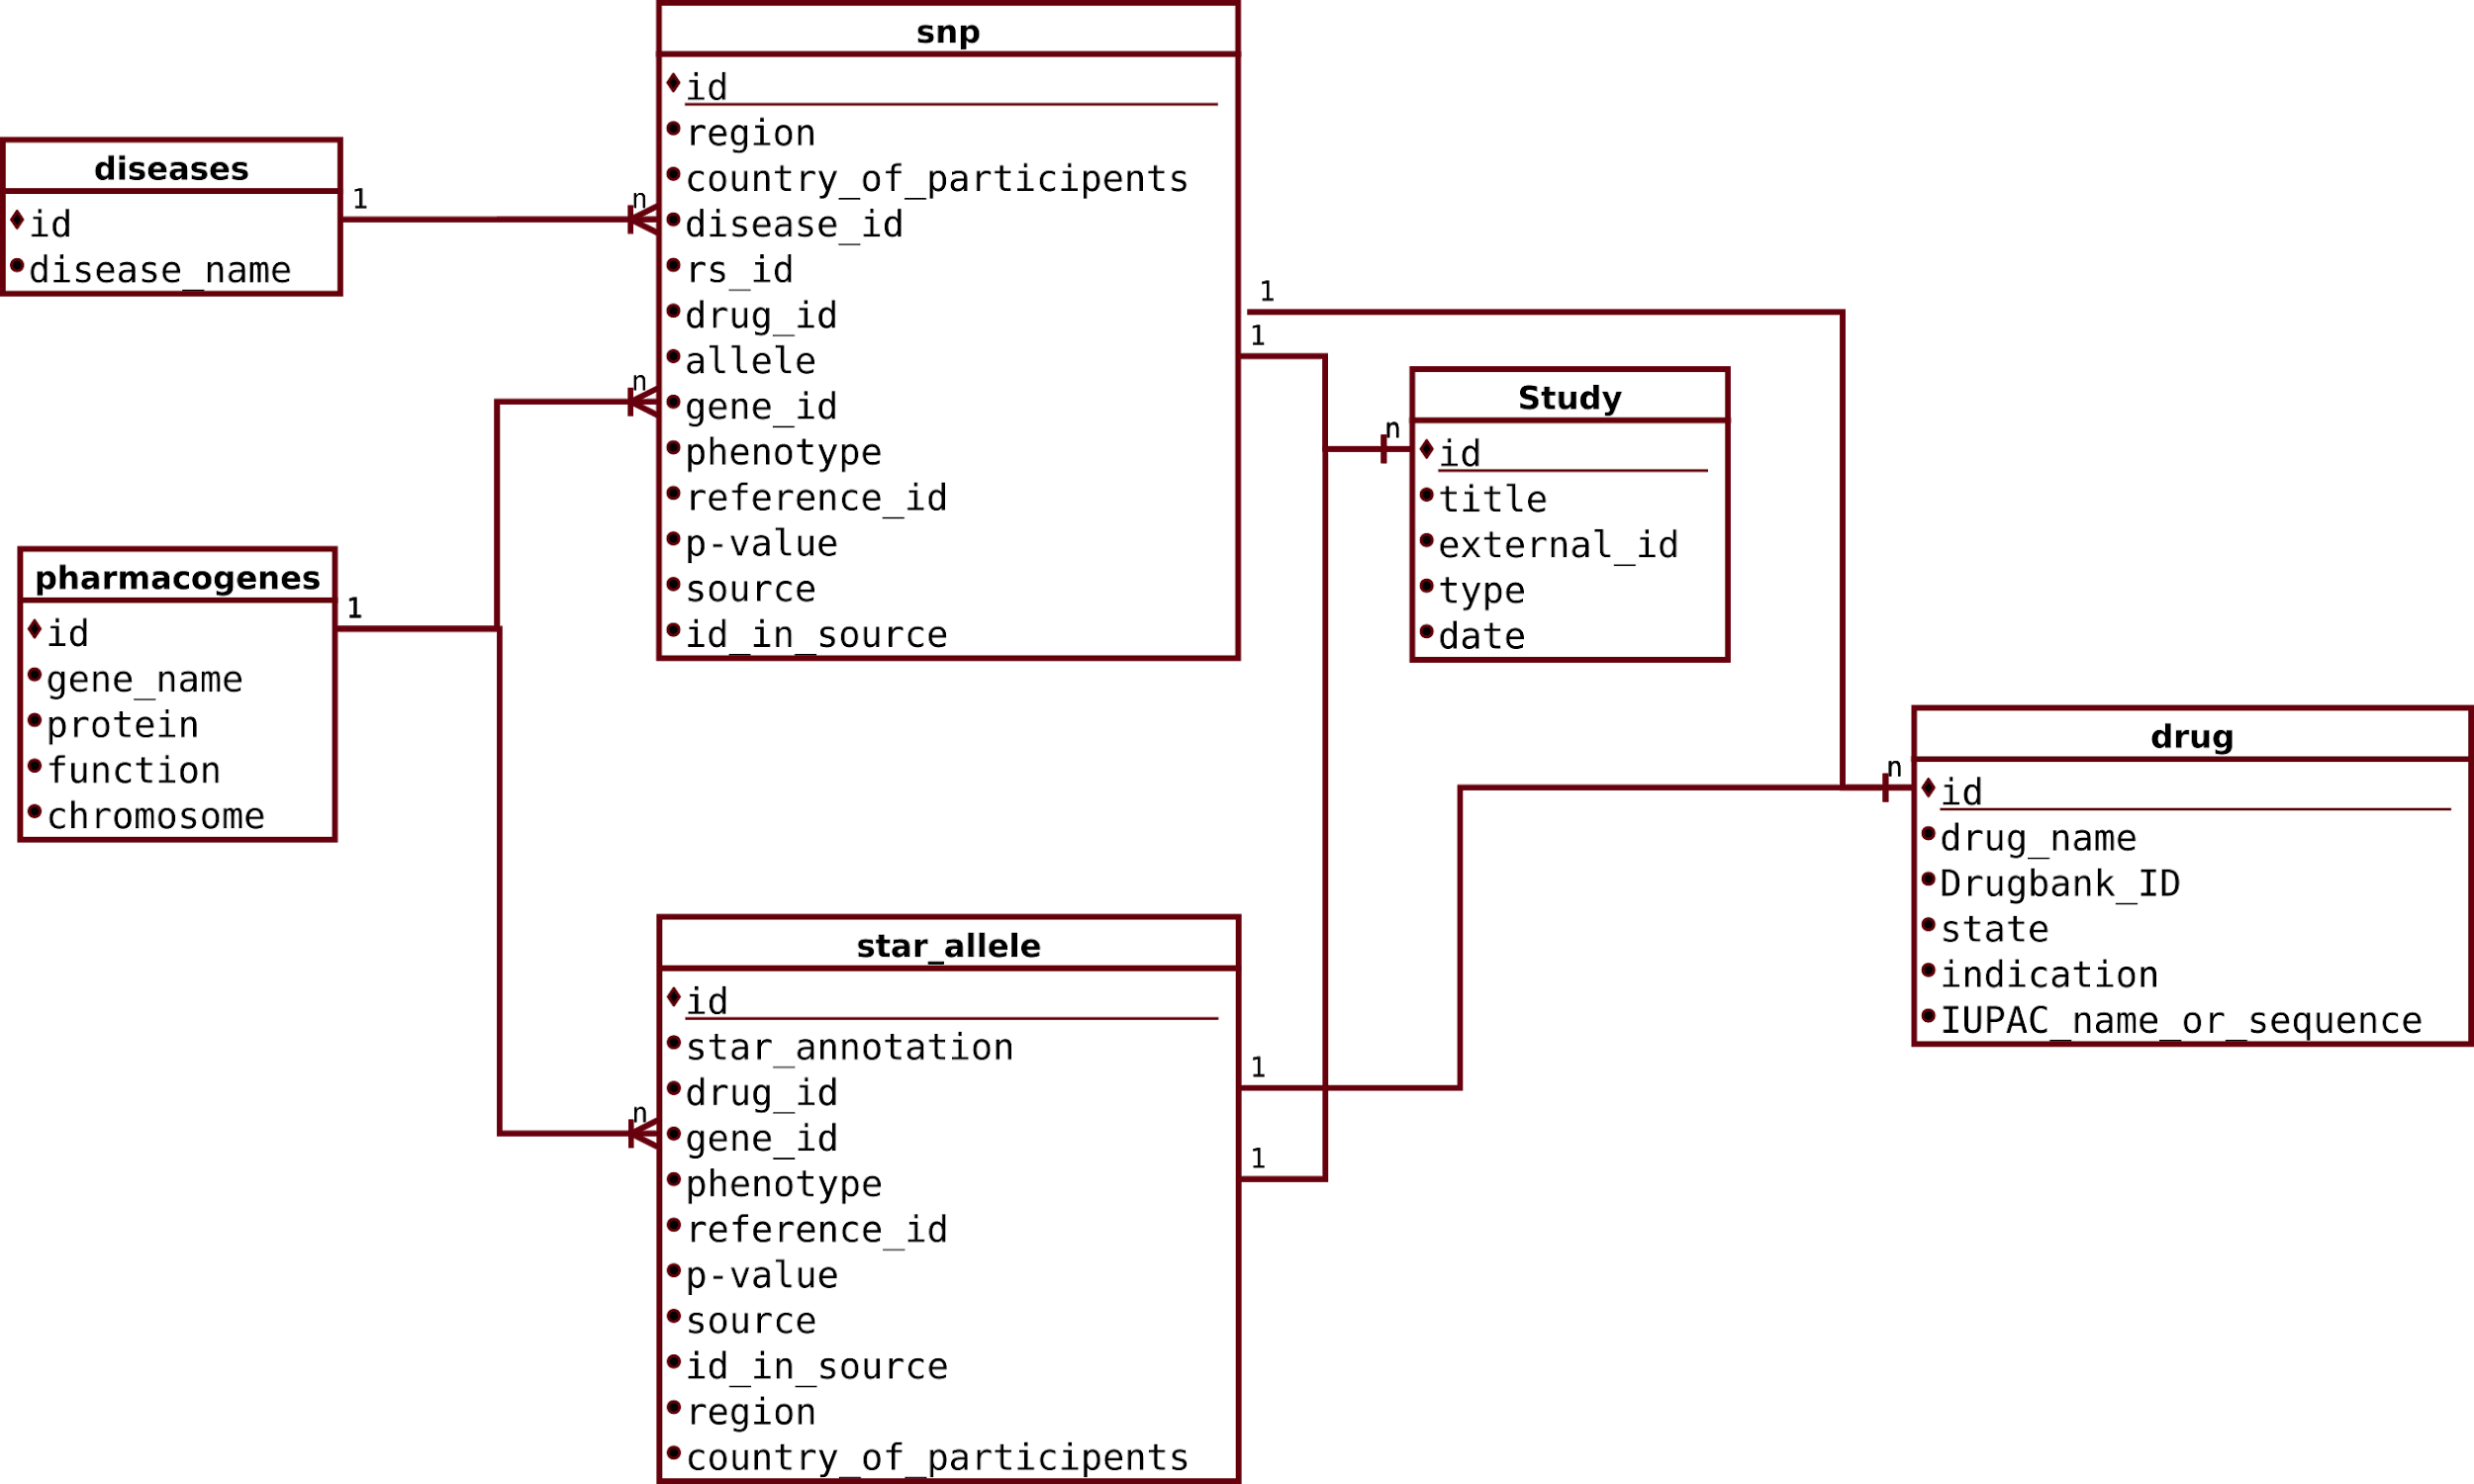 snp
id
region
country_of_participents
disease_id
rs_id
drug_id
allele
gene_id
phenotype
reference_id
p-value
source
id_in_source
diseases
id
disease_name
1
n
n
1
1
Study
id
title
external_id
type
date
n
pharmacogenes
id
gene_name
protein
function
chromosome
1
n
drug
id
drug_name
Drugbank_ID
state
indication
IUPAC_name_or_sequence
n
star_allele
id
star_annotation
drug_id
gene_id
phenotype
reference_id
p-value
source
id_in_source
region
country_of_participents
1
1